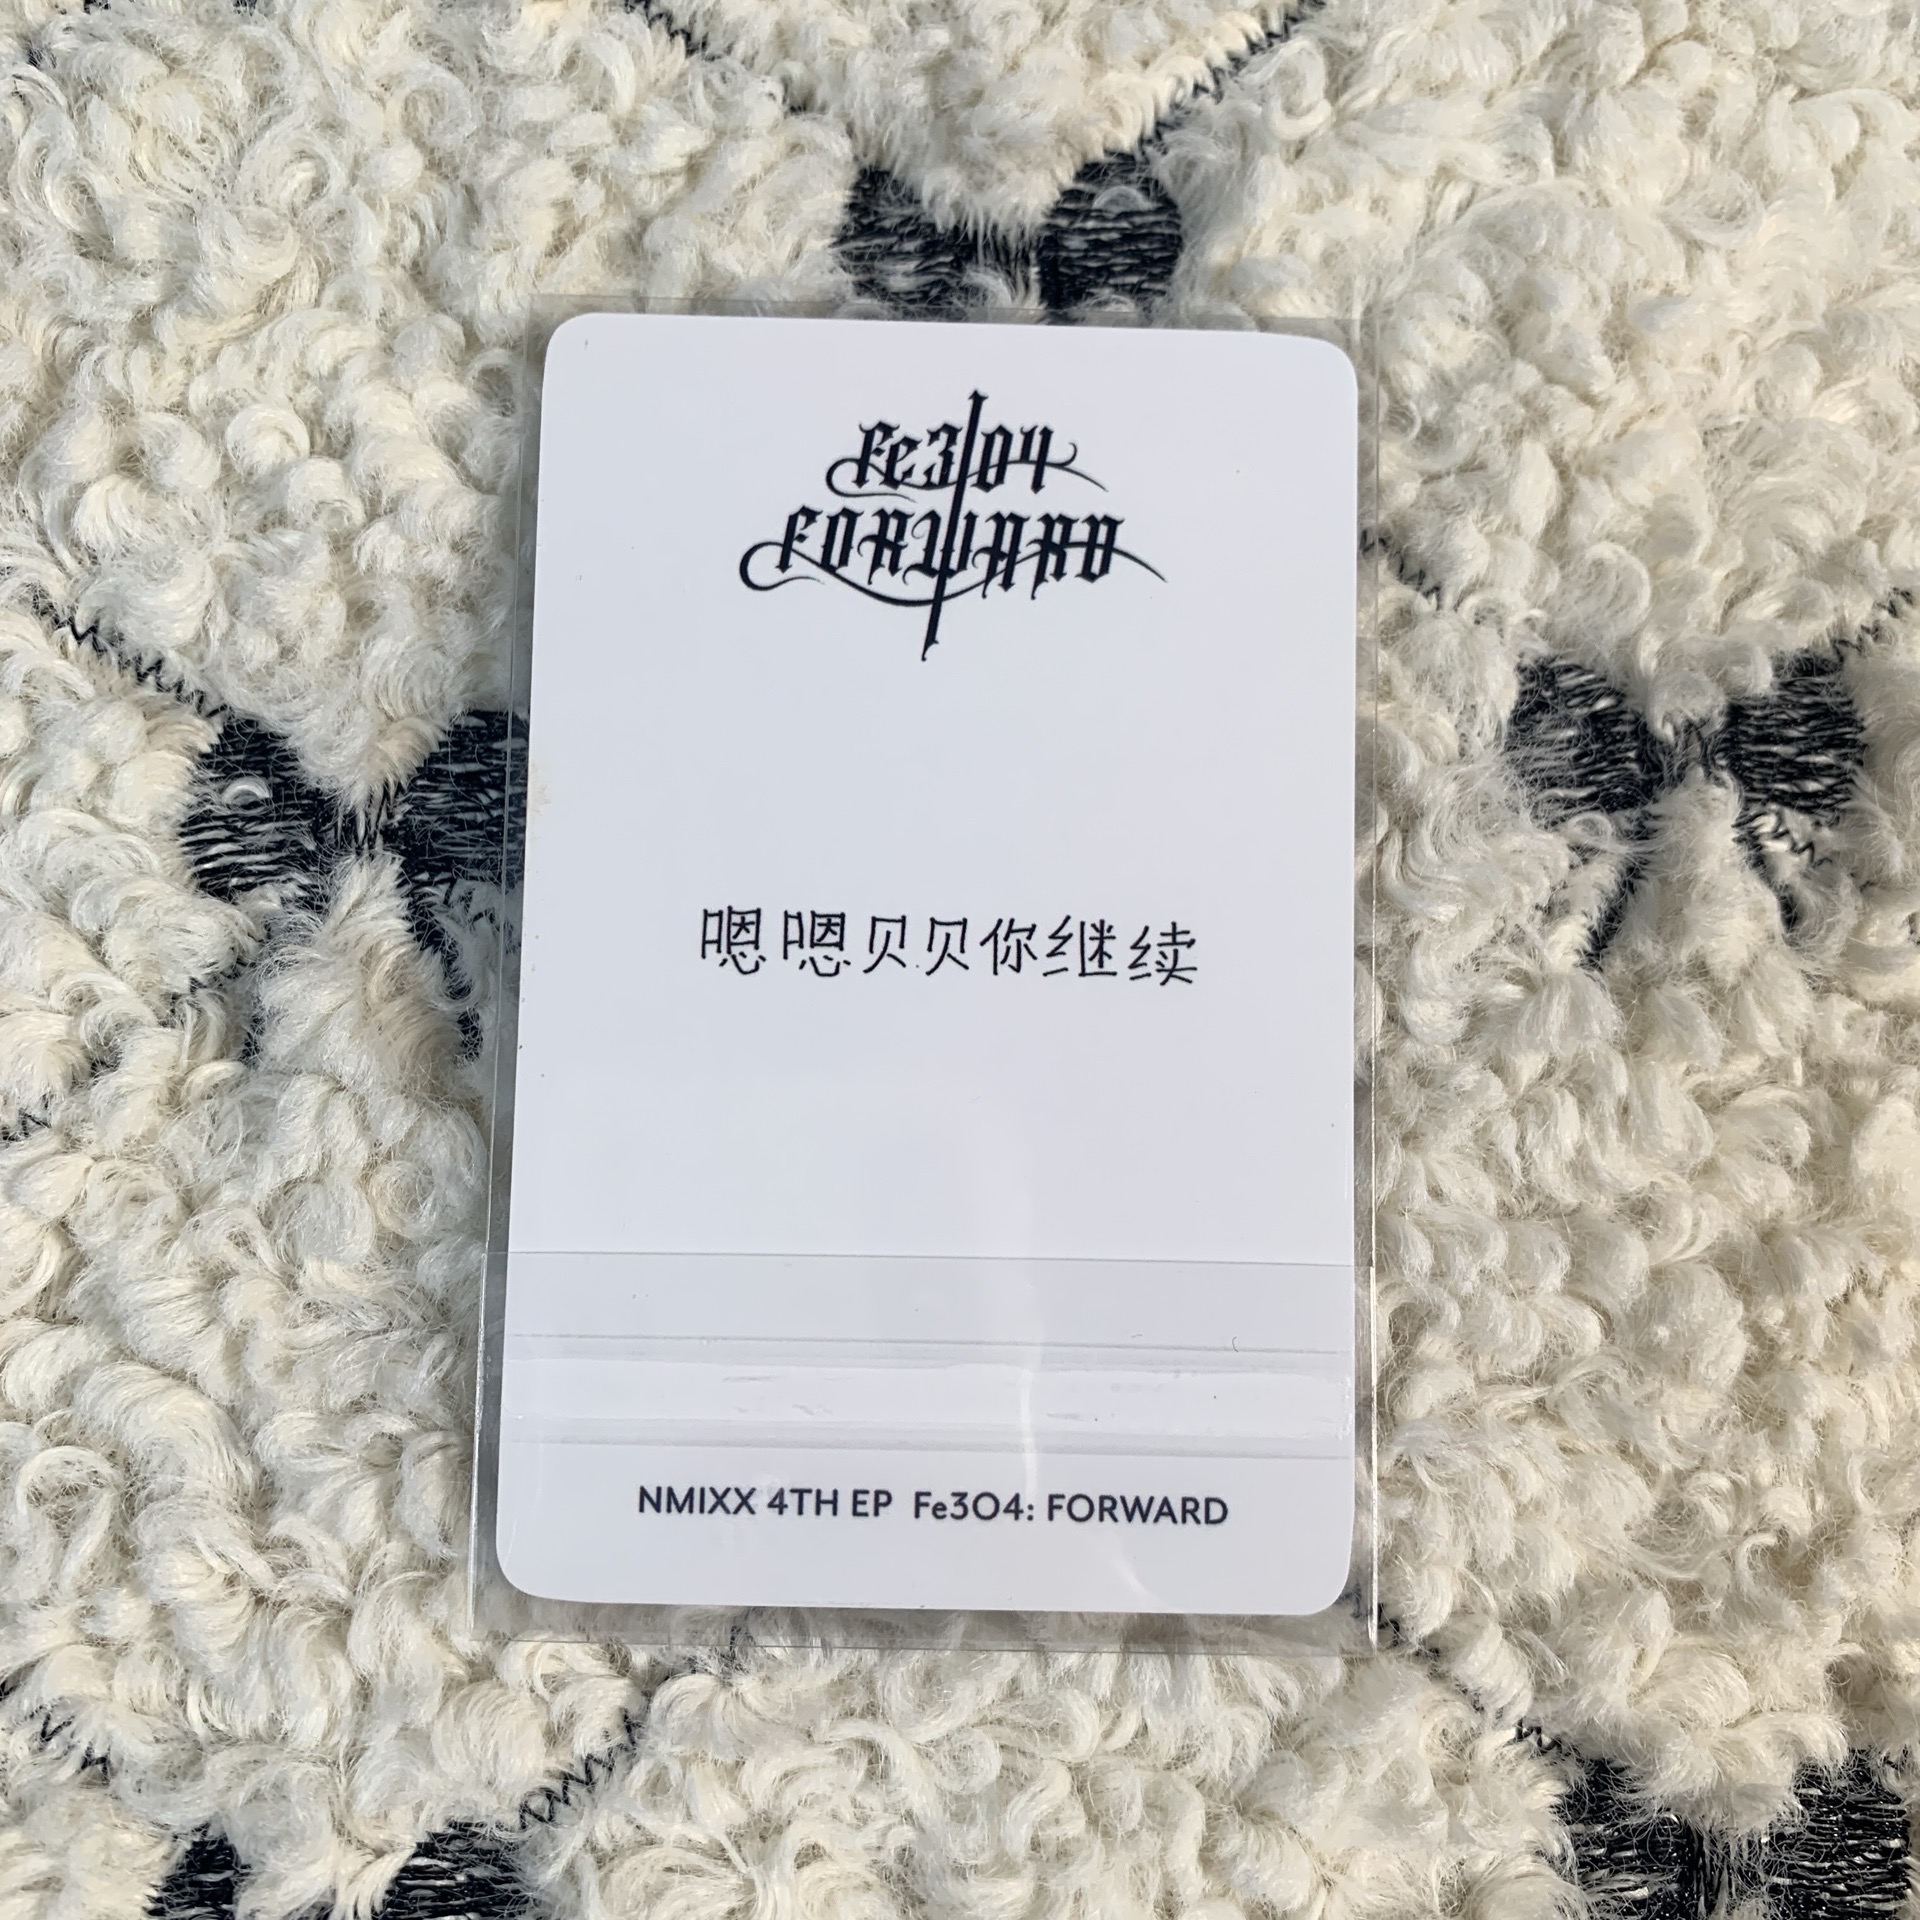 Fe3O4
FORWARD
嗯嗯贝贝你继续
NMIXX 4TH EP Fe3O4: FORWARD